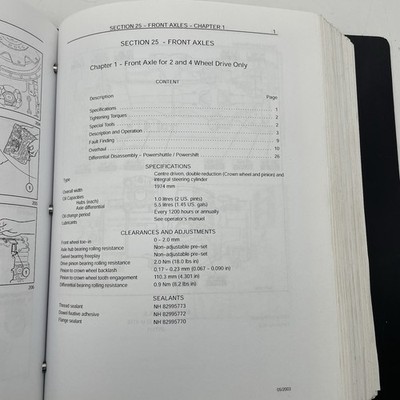 SECTION 25 - FRONT AXLES - CHAPTER 1
1
SECTION 25 - FRONT AXLES
Chapter 1 - Front Axle for 2 and 4 Wheel Drive Only
CONTENT
Description Page
Specifications 1
Tightening Torques 2
Special Tools 2
Description and Operation 3
Fault Finding 9
Overhaul 10
Differential Disassembly - Powershuttle / Powershift 26
SPECIFICATIONS
Type Centre driven, double-reduction (Crown wheel and pinions) and
integral steering cylinder
Overall width 1924 mm
Oil Capacities
Hubs (each) 1.0 litres (2 US. pints)
Axle differential 5.5 litres (1.45 US. gals)
Oil change period Every 1200 hours or annually
Lubricants See operator's manual
CLEARANCES AND ADJUSTMENTS
Front wheel toe-in 0 - 2.0 mm
Axle hub bearing rolling resistance Non-adjustable pre-set
Swivel bearing freeplay Non-adjustable pre-set
Drive pinion bearing rolling resistance 2.0 Nm (18.0 lbs in)
Pinion to crown wheel backlash 0.17 - 0.23 mm (0.067 - 0.090 in)
Pinion to crown wheel tooth engagement 110.3 mm (4.301 in)
Differential bearing rolling resistance 0.9 Nm (8.2 lbs in)
SEALANTS
Thread sealant NH 82995773
Dowel fixative adhesive NH 82995772
Flange sealant NH 82995770
05/2003